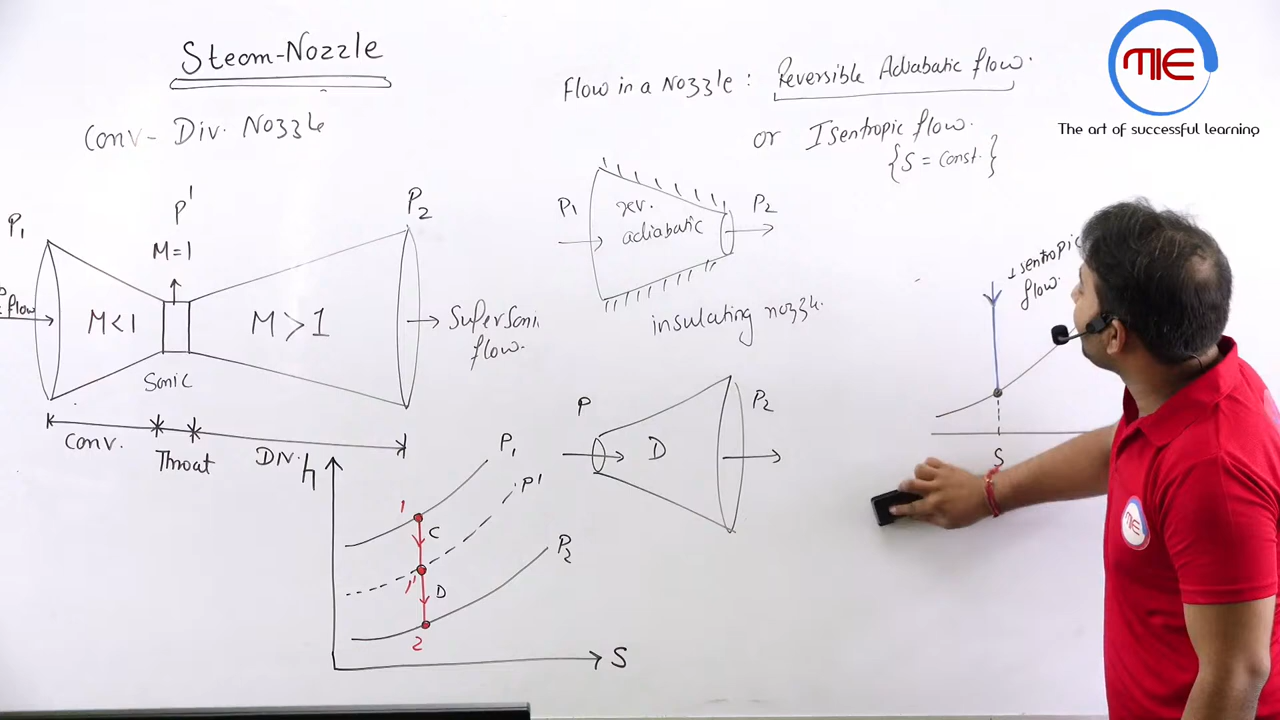 Steam-Nozzle
Conv- Div. Nozzle
P1
P'
M=1
P2
flow
M<1
M>1
Sonic
Supersoni
flow.
Conv.
Throat
DIV.
h
P1
P'
P2
1
C
1'
D
2
S
Flow in a Nozzle : Reversible Adiabatic flow.
or Isentropic flow.
{S = Const.}
P1
rev.
adiabatic
P2
insulating nozzle.
P
D
P2
Isentropic
flow.
S
MIE
The art of successful learning
MIE